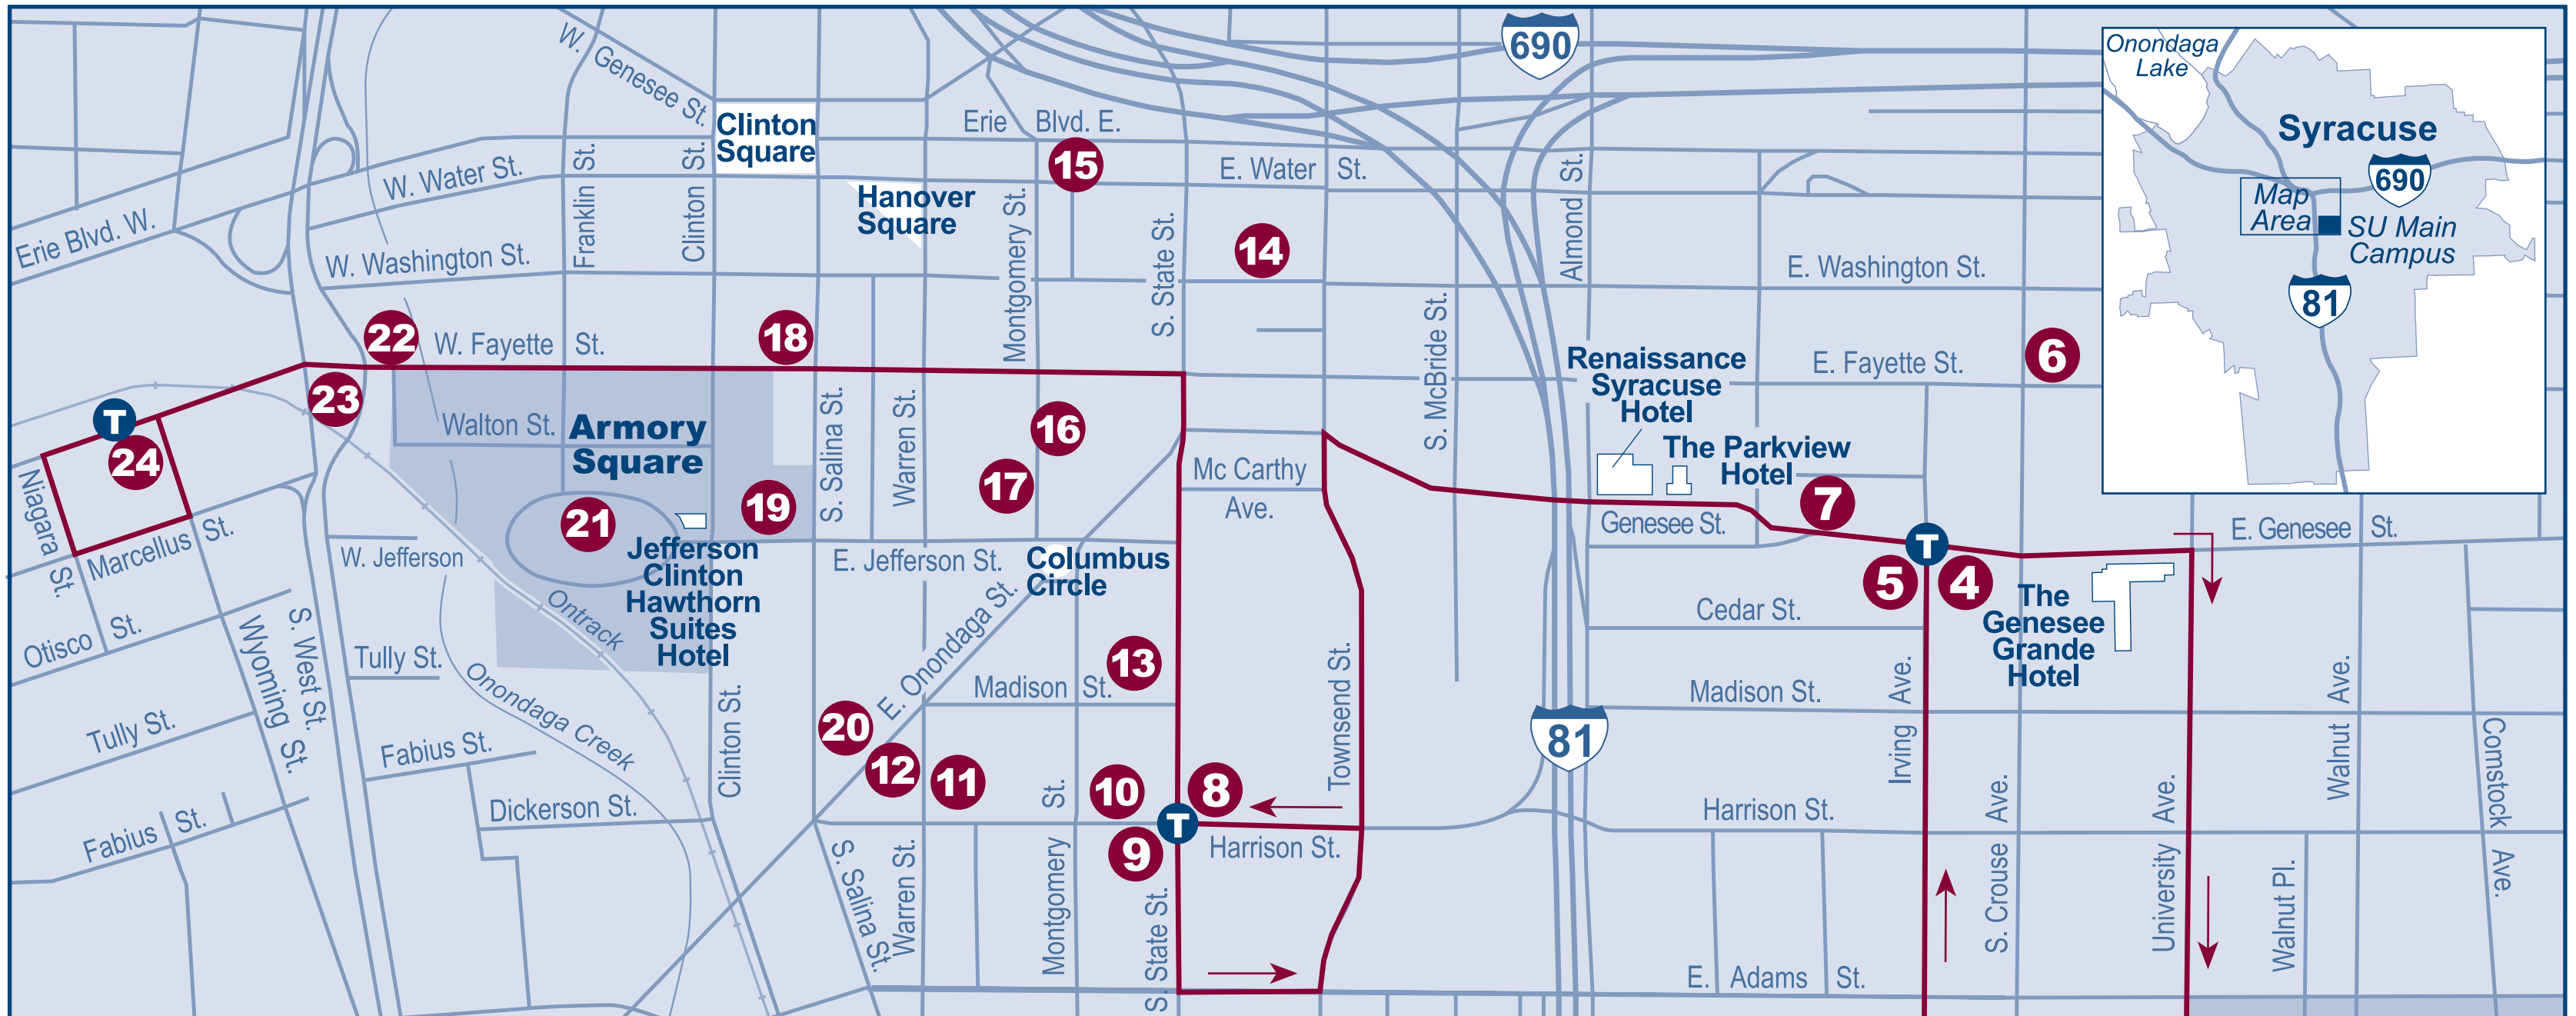 W. Genesee St.
690
Clinton
Square
Erie Blvd. E.
15
E. Water St.
W. Water St.
Franklin St.
Clinton St.
Hanover
Square
Montgomery St.
S. State St.
14
Almond St.
Erie Blvd. W.
W. Washington St.
E. Washington St.
22
W. Fayette St.
18
S. McBride St.
Renaissance
Syracuse
Hotel
E. Fayette St.
6
23
T
24
Walton St.
Armory
Square
S. Salina St.
Warren St.
16
17
Mc Carthy
Ave.
The Parkview
Hotel
7
Genesee St.
T
5
4
E. Genesee St.
Niagara St.
Marcellus St.
21
19
W. Jefferson
Jefferson
Clinton
Hawthorn
Suites
Hotel
E. Jefferson St.
Columbus
Circle
Cedar St.
The
Genesee
Grande
Hotel
Otisco St.
Wyoming St.
S. West St.
Tully St.
Ontrack
Onondaga Creek
E. Onondaga St.
13
Madison St.
Townsend St.
Madison St.
Irving Ave.
Walnut Ave.
Tully St.
Fabius St.
Clinton St.
20
12
11
10
8
81
Comstock Ave.
Fabius St.
Dickerson St.
Montgomery St.
T
9
Harrison St.
Harrison St.
S. Crouse Ave.
University Ave.
S. Salina St.
Warren St.
S. State St.
Walnut Pl.
E. Adams St.
Onondaga
Lake
Syracuse
690
Map
Area
SU Main
Campus
81